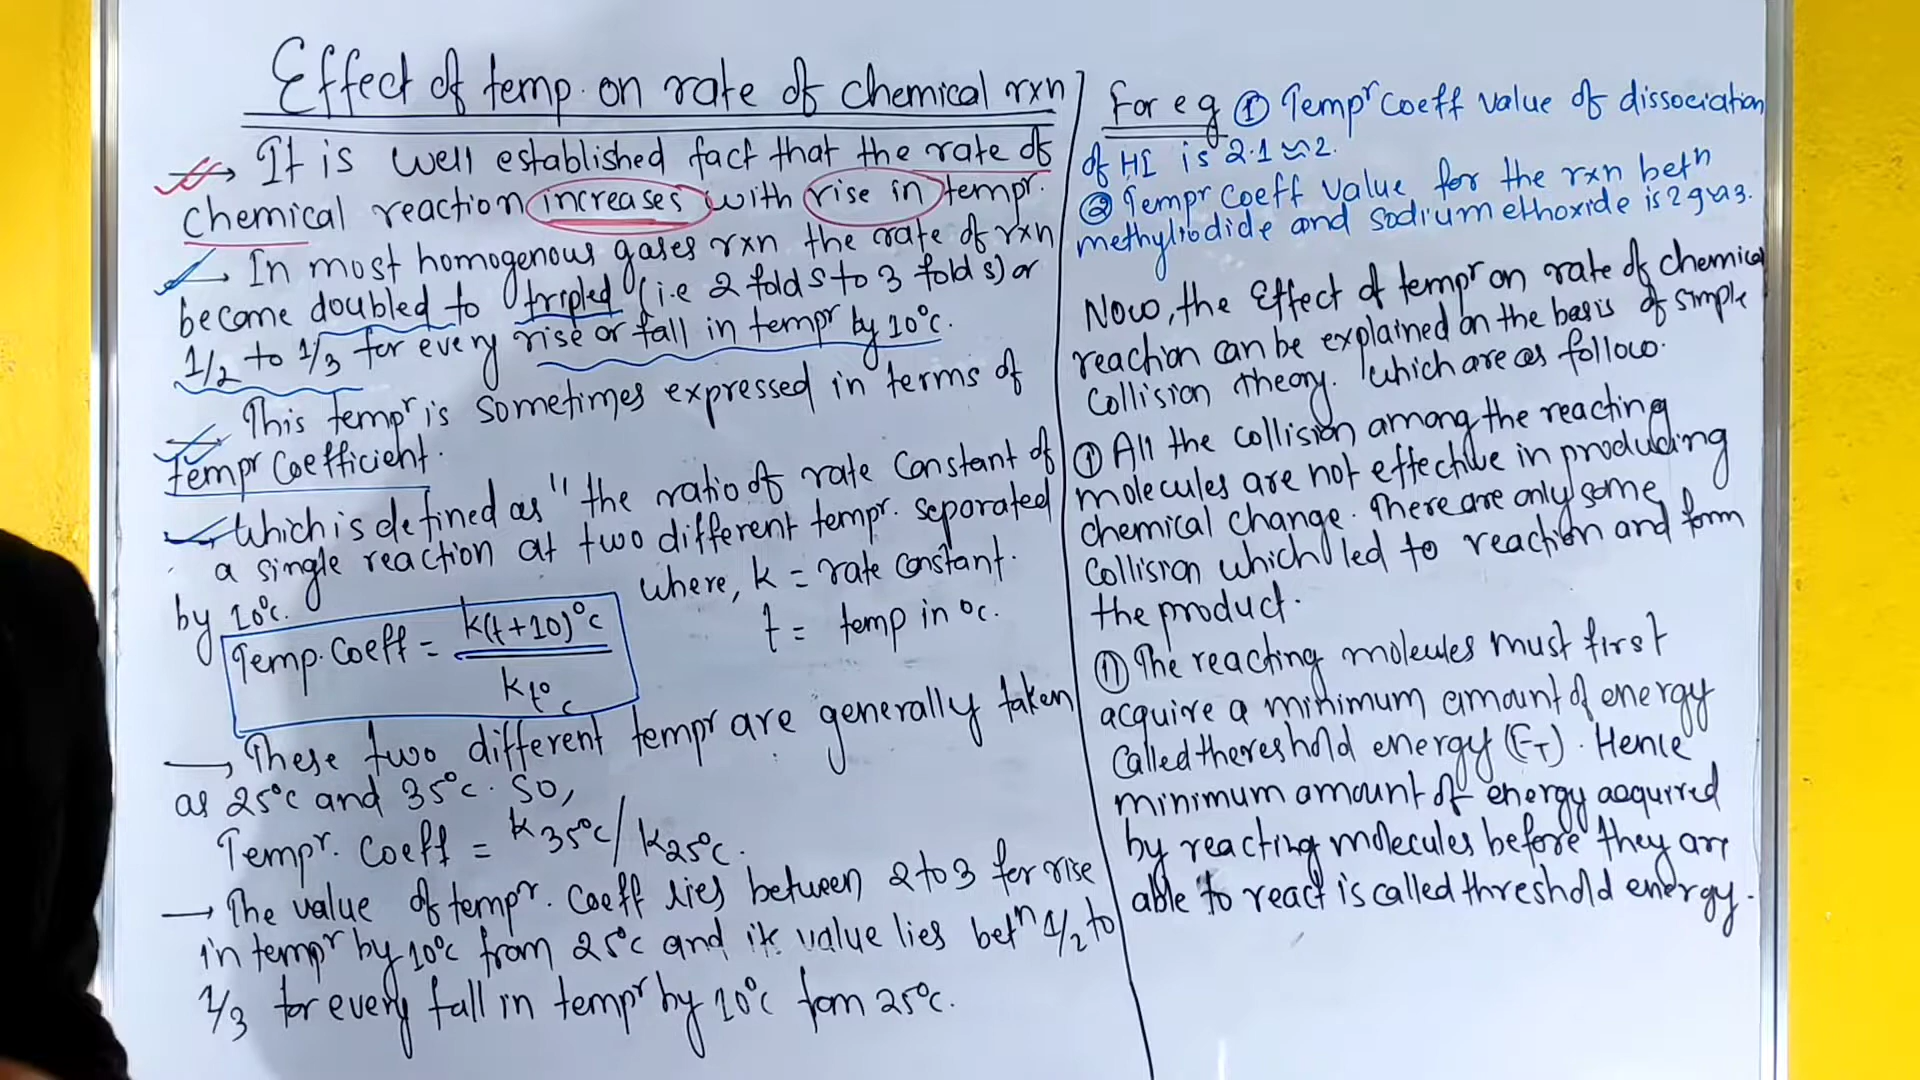 Effect of temp. on rate of chemical rxn
→ It is well established fact that the rate of
chemical reaction increases with rise in tempr.
→ In most homogenous gases rxn the rate of rxn
become doubled to tripled (i.e 2 folds to 3 folds) or
1/2 to 1/3 for every rise or fall in tempr by 10°c.
→ This tempr is sometimes expressed in terms of
tempr coefficient.
→ Which is defined as "the ratio of rate constant of
a single reaction at two different tempr. seporated
by 10°c.
where, k = rate constant.
t = temp in °c.
Temp. Coeff = k(t+10)°c / kt°c
→ These two different tempr are generally taken
as 25°c and 35°c. So,
Tempr. Coeff = k35°c/k25°c.
→ The value of tempr. Coeff lies between 2 to 3 for rise
in tempr by 10°c from 25°c and it's value lies betn 1/2 to
1/3 for every fall in tempr by 10°c fom 25°c.
For eg ① Tempr coeff value of dissociation
of HI is 2.1 ≈ 2.
② Tempr Coeff value for the rxn betn
methyliodide and sodium ethoxide is
Now, the Effect of tempr on rate of chemical
reaction can be explained on the basis of simple
Collision theory. which are as follow.
① All the collision among the reacting
molecules are not effective in producding
chemical change. There are only some
Collision which led to reaction and form
the product.
② The reacting molecules must first
acquire a minimum amount of energy
Called thereshold energy (ET). Hence
minimum amount of energy acquired
by reacting molecules before they are
able to react is called threshold energy.